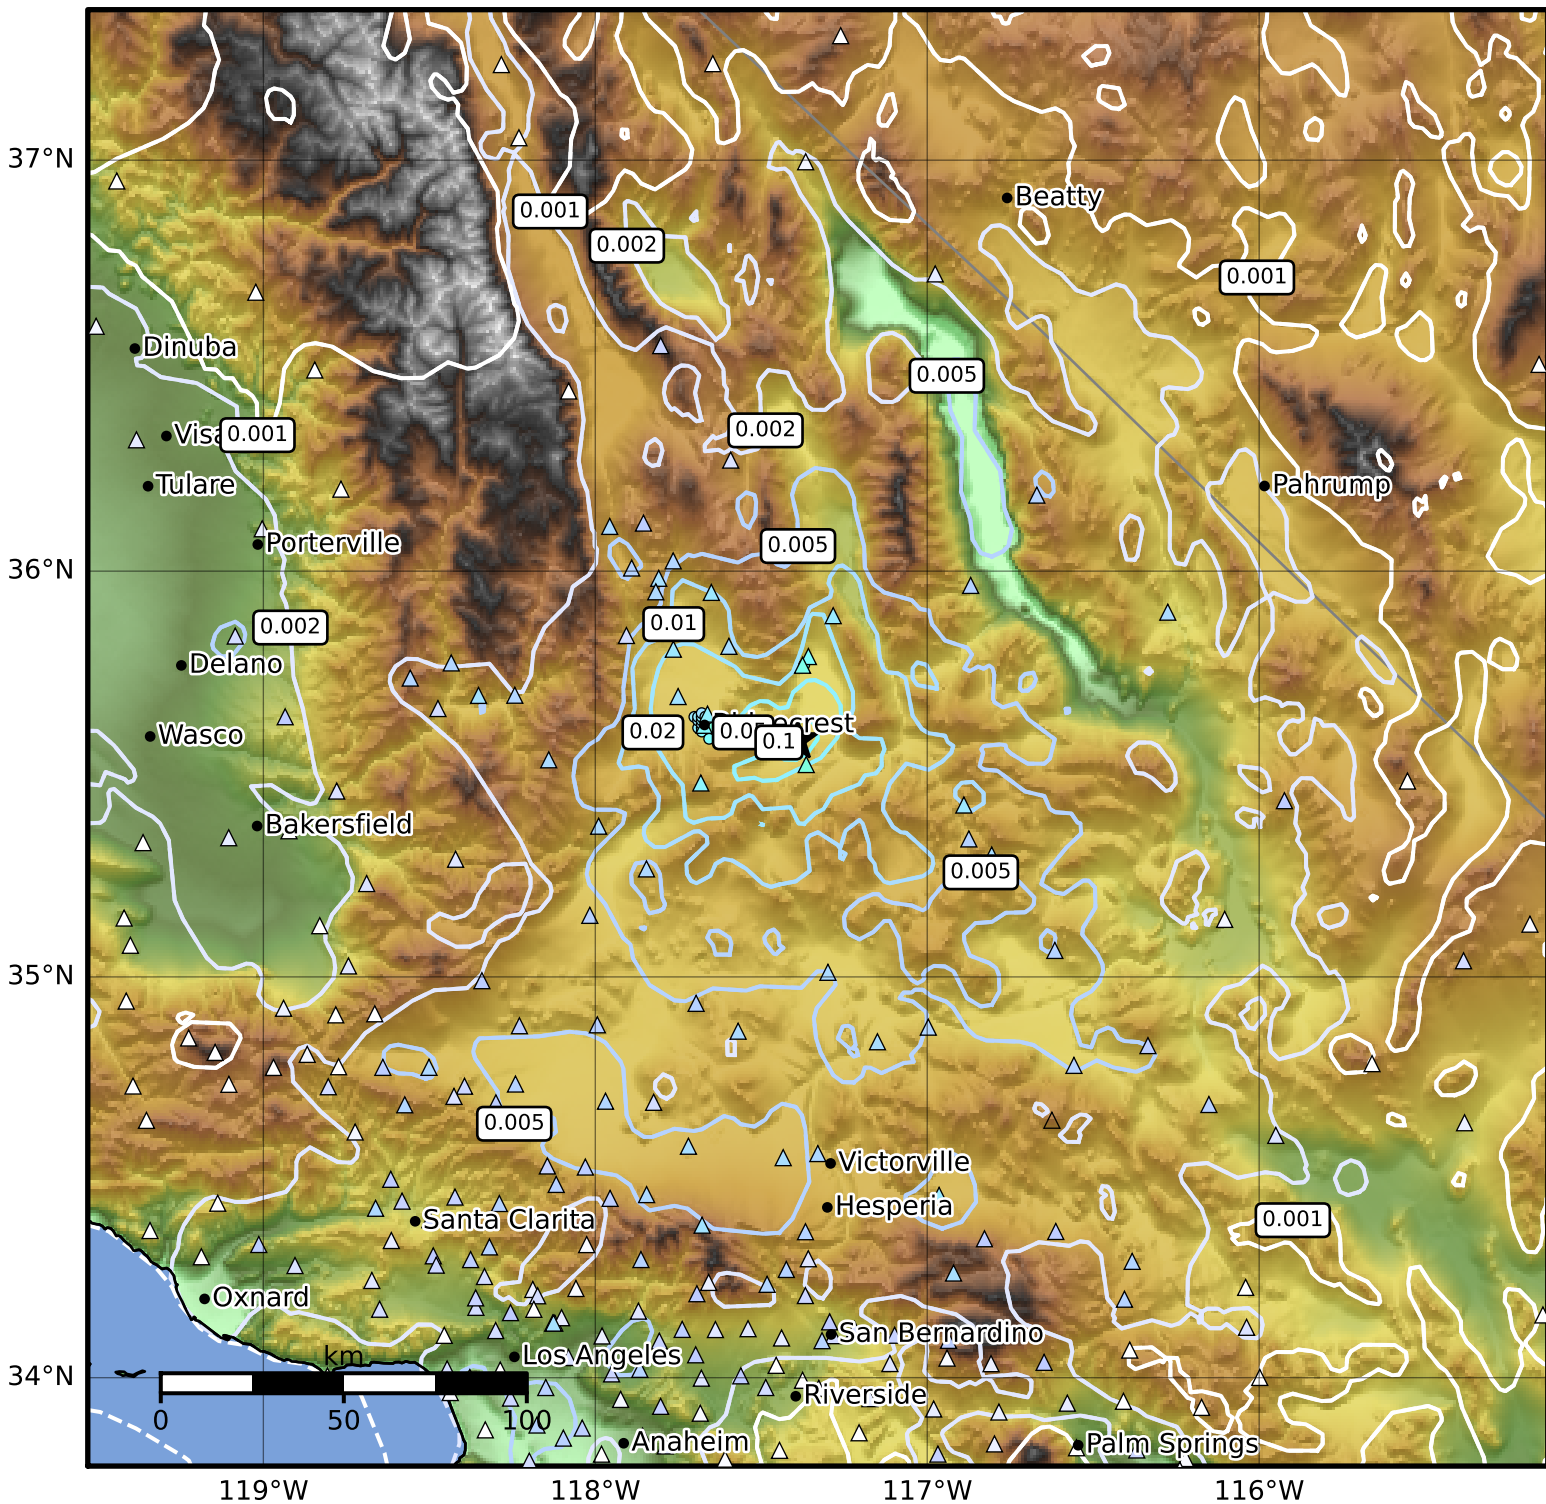 37°N
Beatty
0.001
0.002
0.001
Dinuba
0.005
Visa
0.001
0.002
Tulare
Pahrump
Porterville
0.005
36°N
0.01
0.002
Delano
0.02
0.1
Wasco
Bakersfield
0.005
35°N
0.005
Victorville
Hesperia
Santa Clarita
0.001
Oxnard
San Bernardino
km
Los Angeles
34°N
Riverside
0
50
100
Anaheim
Palm Springs
119°W
118°W
117°W
116°W